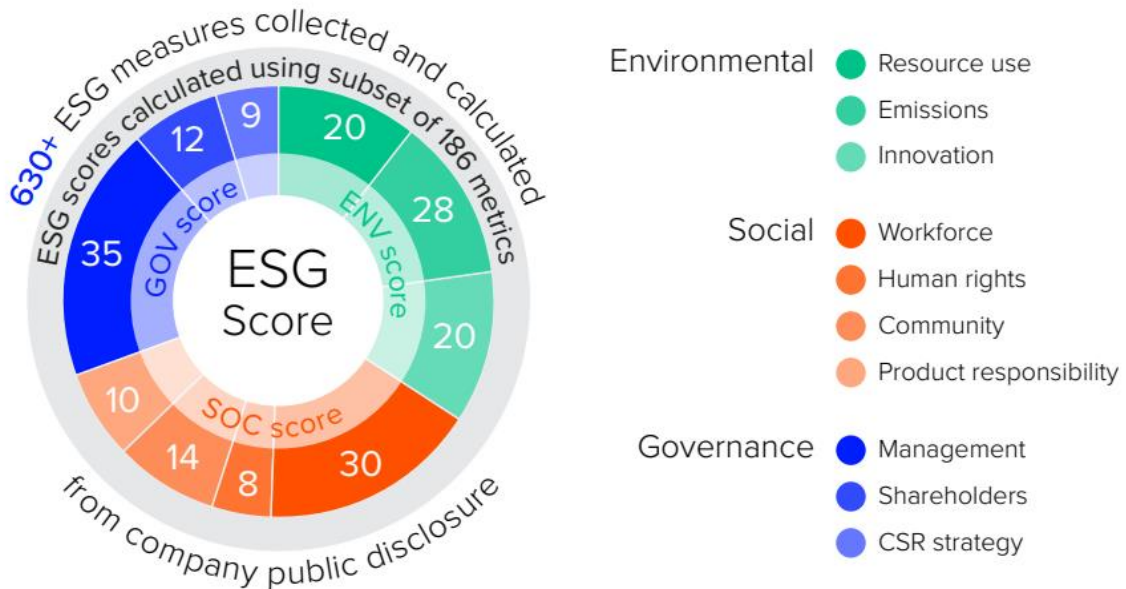 630+ ESG measures collected and calculated
ESG scores calculated using subset of 186 metrics
from company public disclosure
ESG
Score
ENV score
SOC score
GOV score
20
28
20
30
8
14
10
35
12
9
Environmental
Resource use
Emissions
Innovation
Social
Workforce
Human rights
Community
Product responsibility
Governance
Management
Shareholders
CSR strategy